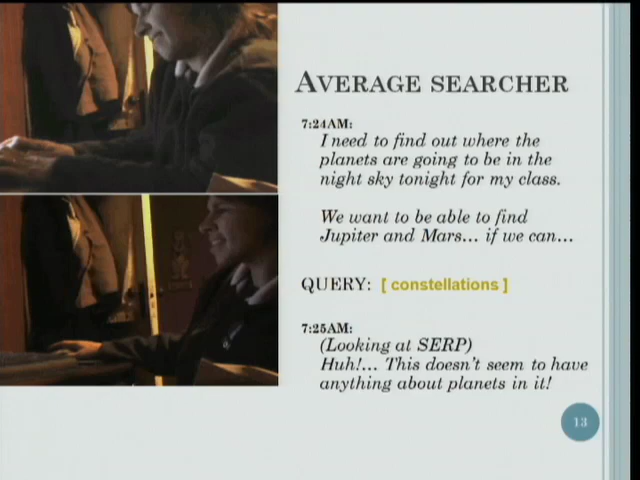 AVERAGE SEARCHER
7:24AM:
I need to find out where the
planets are going to be in the
night sky tonight for my class.
We want to be able to find
Jupiter and Mars... if we can...
QUERY: [ constellations ]
7:25AM:
(Looking at SERP)
Huh!... This doesn't seem to have
anything about planets in it!
13